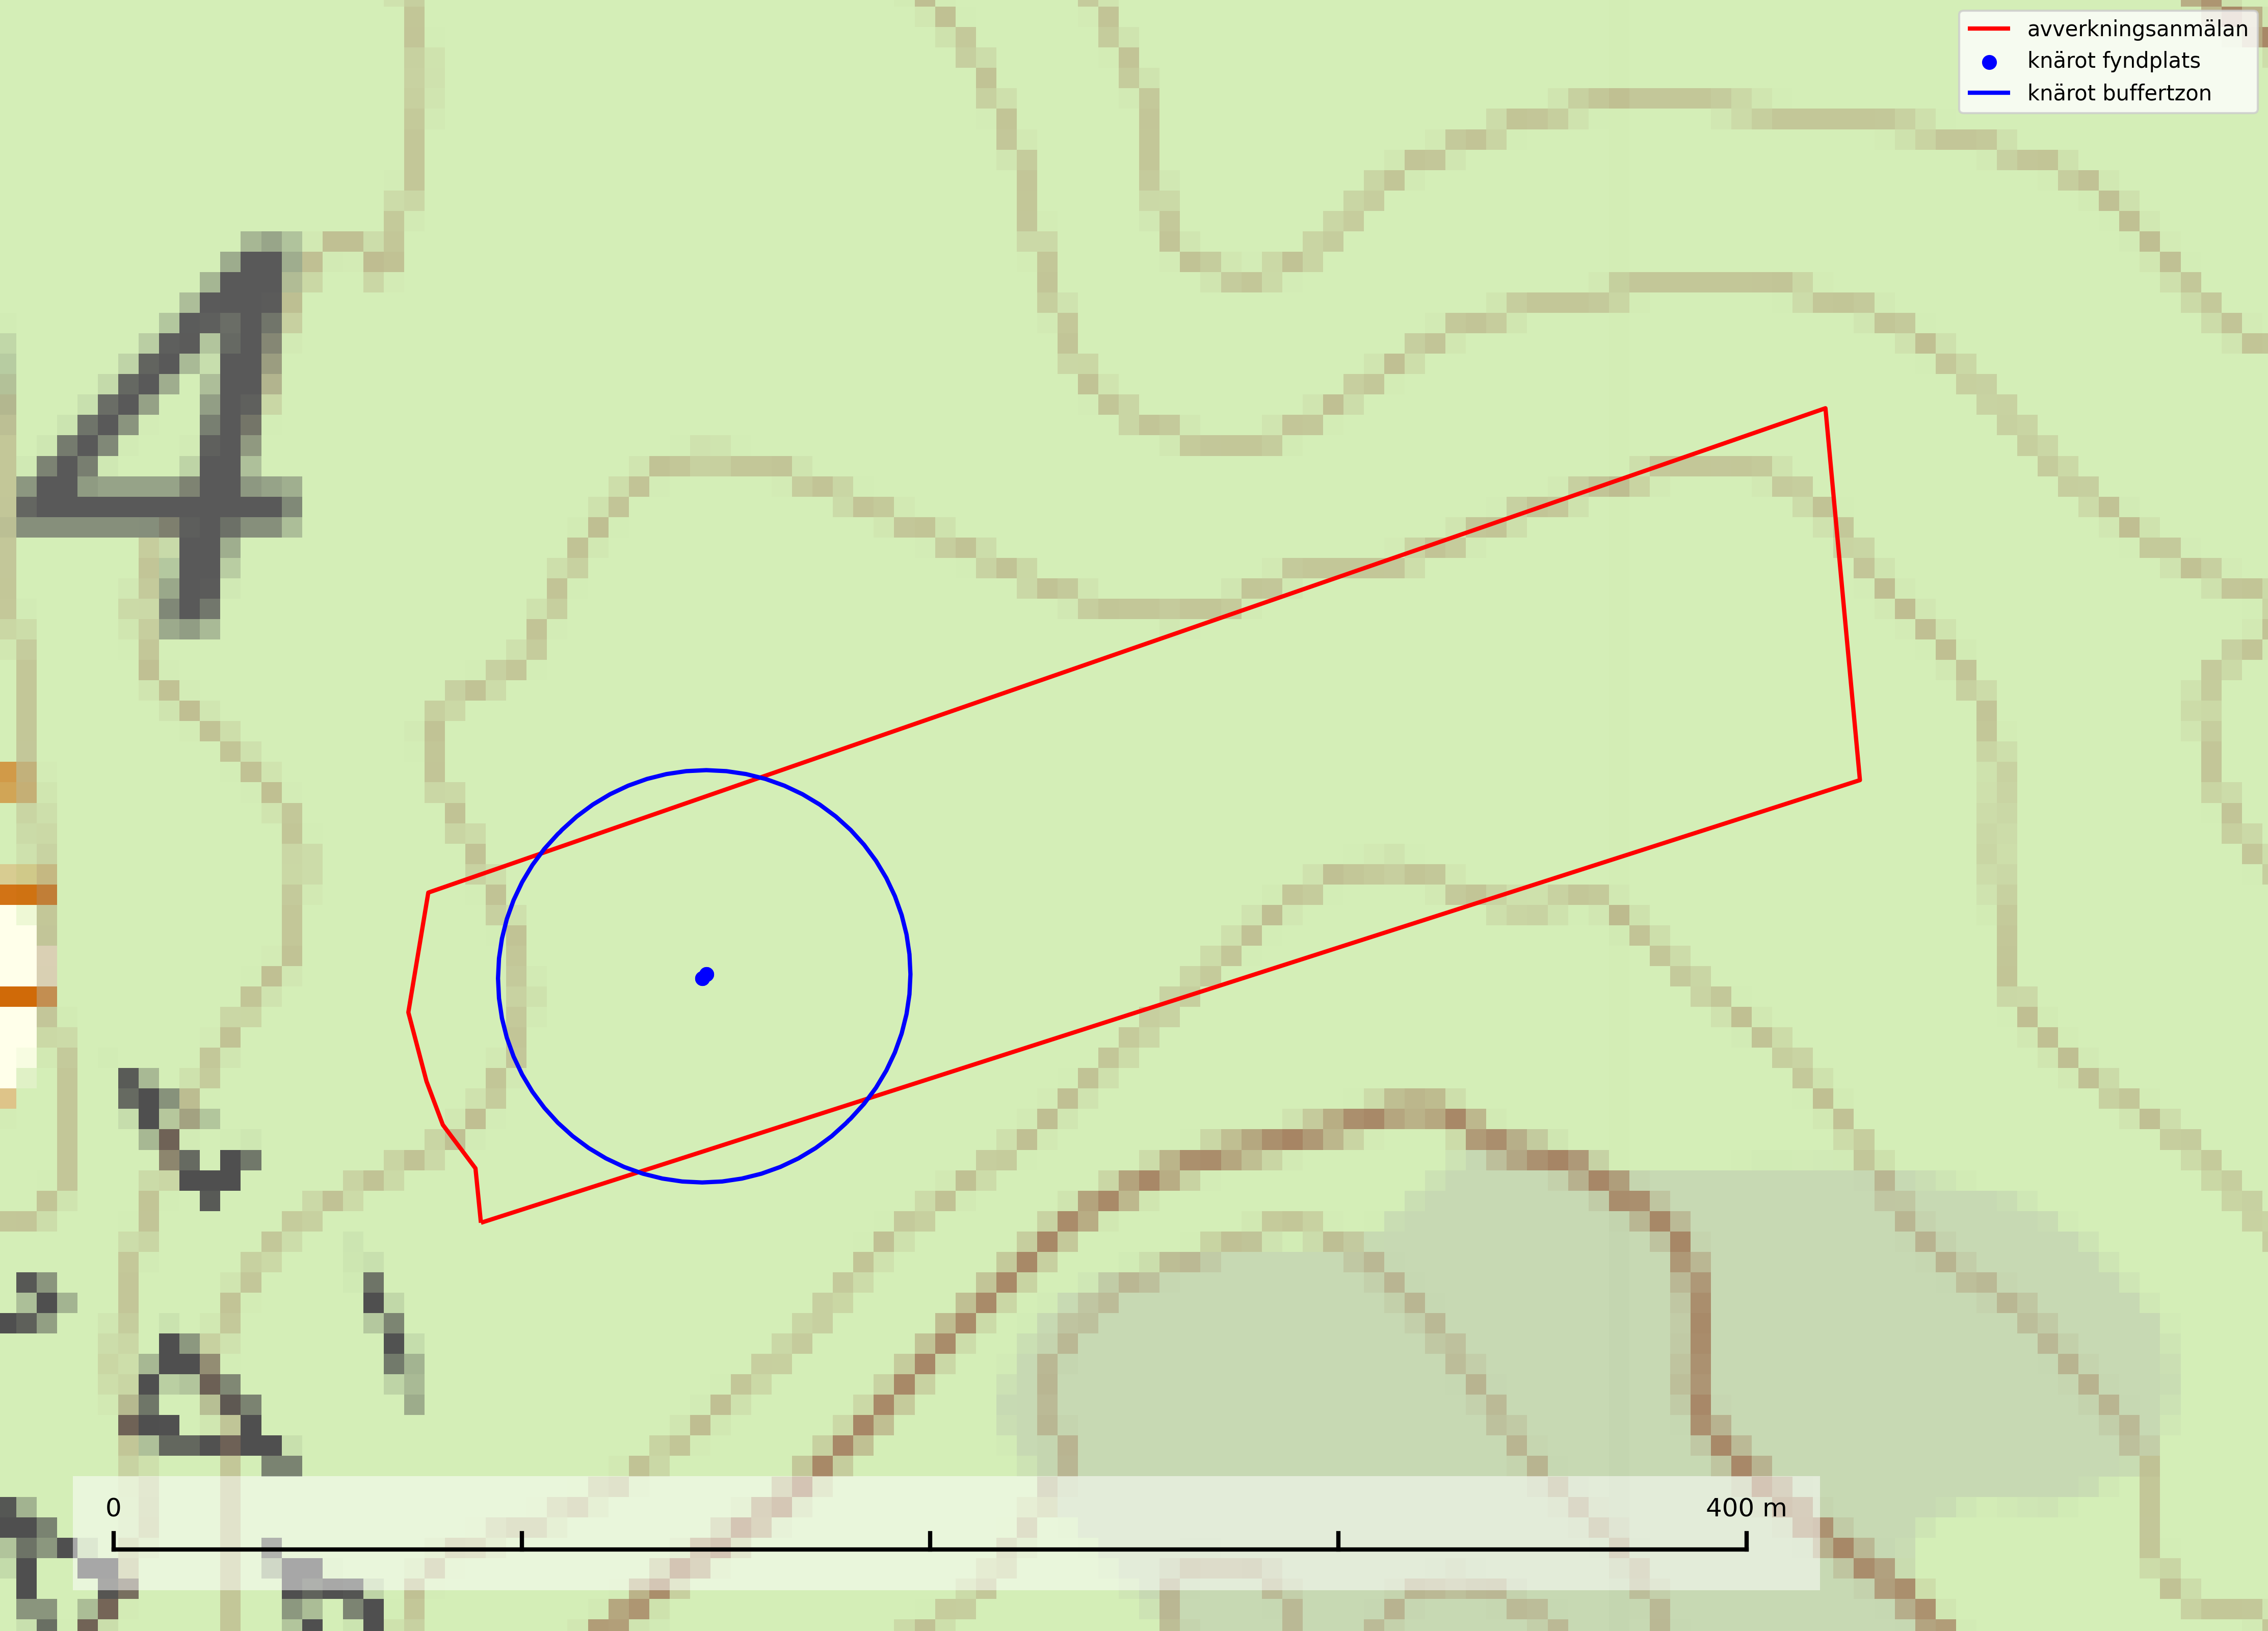 avverkningsanmälan
knärot fyndplats
knärot buffertzon
4
0
400 m